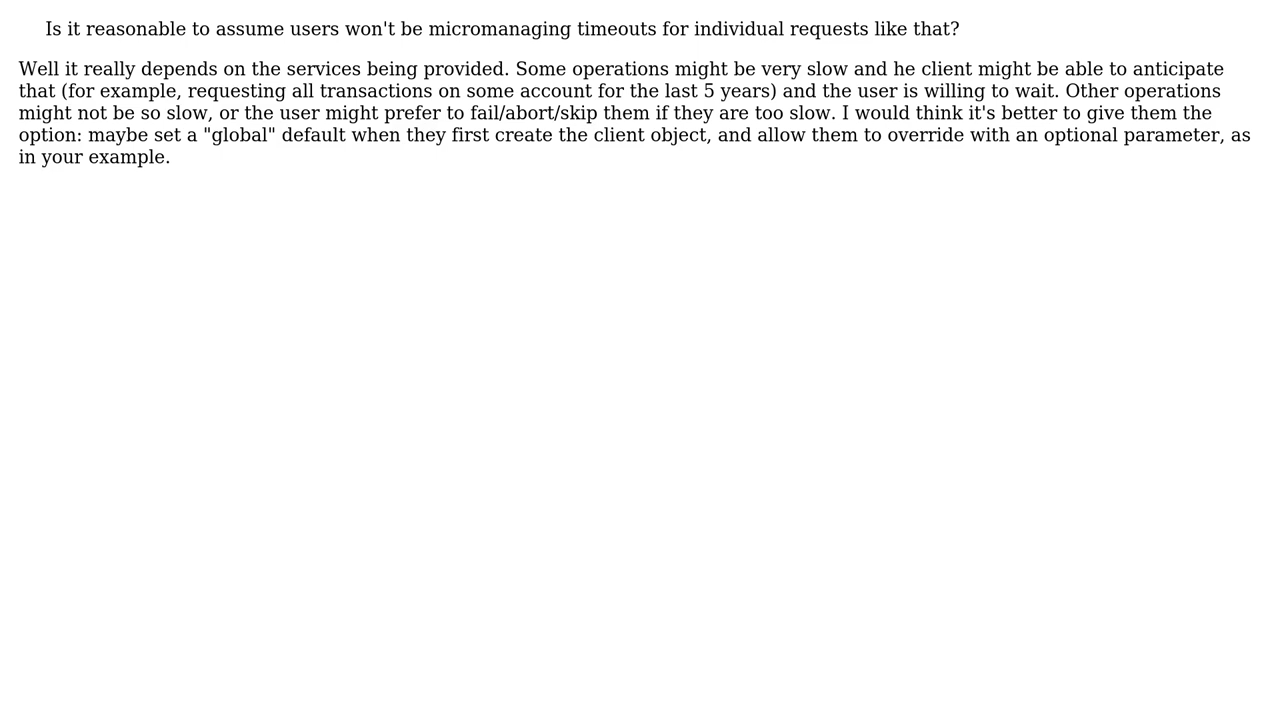 Is it reasonable to assume users won't be micromanaging timeouts for individual requests like that?
Well it really depends on the services being provided. Some operations might be very slow and he client might be able to anticipate
that (for example, requesting all transactions on some account for the last 5 years) and the user is willing to wait. Other operations
might not be so slow, or the user might prefer to fail/abort/skip them if they are too slow. I would think it's better to give them the
option: maybe set a "global" default when they first create the client object, and allow them to override with an optional parameter, as
in your example.